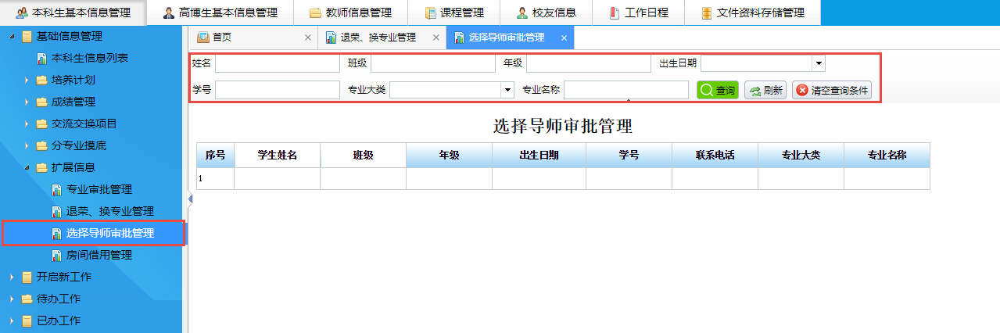 本科生基本信息管理 高博生基本信息管理 教师信息管理 课程管理 校友信息 工作日程 文件资料存储管理
基础信息管理
本科生信息列表
培养计划
成绩管理
交流交换项目
分专业摸底
扩展信息
专业审批管理
退荣、换专业管理
选择导师审批管理
房间借用管理
开启新工作
待办工作
已办工作
首页 × 退荣、换专业管理 × 选择导师审批管理 ×
姓名 班级 年级 出生日期
学号 专业大类 专业名称 查询 刷新 清空查询条件
选择导师审批管理
序号 学生姓名 班级 年级 出生日期 学号 联系电话 专业大类 专业名称
1